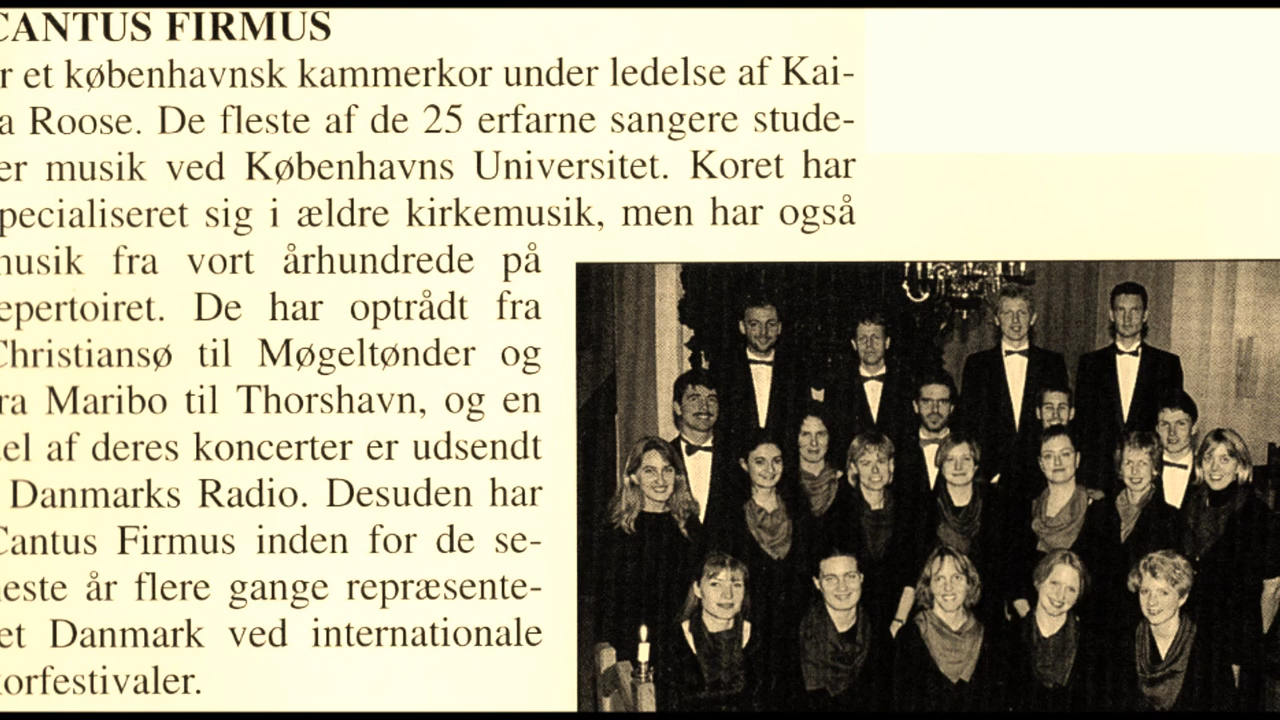 CANTUS FIRMUS
r et københavnsk kammerkor under ledelse af Kai-
a Roose. De fleste af de 25 erfarne sangere stude-
er musik ved Københavns Universitet. Koret har
pecialiseret sig i ældre kirkemusik, men har også
musik fra vort århundrede på
epertoiret. De har optrådt fra
Christiansø til Møgeltønder og
ra Maribo til Thorshavn, og en
el af deres koncerter er udsendt
Danmarks Radio. Desuden har
Cantus Firmus inden for de se-
este år flere gange repræsente-
et Danmark ved internationale
korfestivaler.